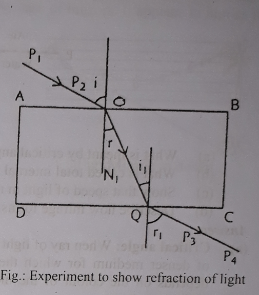 P1
P2 i
A O B
r
N1 i1
D Q C
r1 P3
P4
Fig.: Experiment to show refraction of light